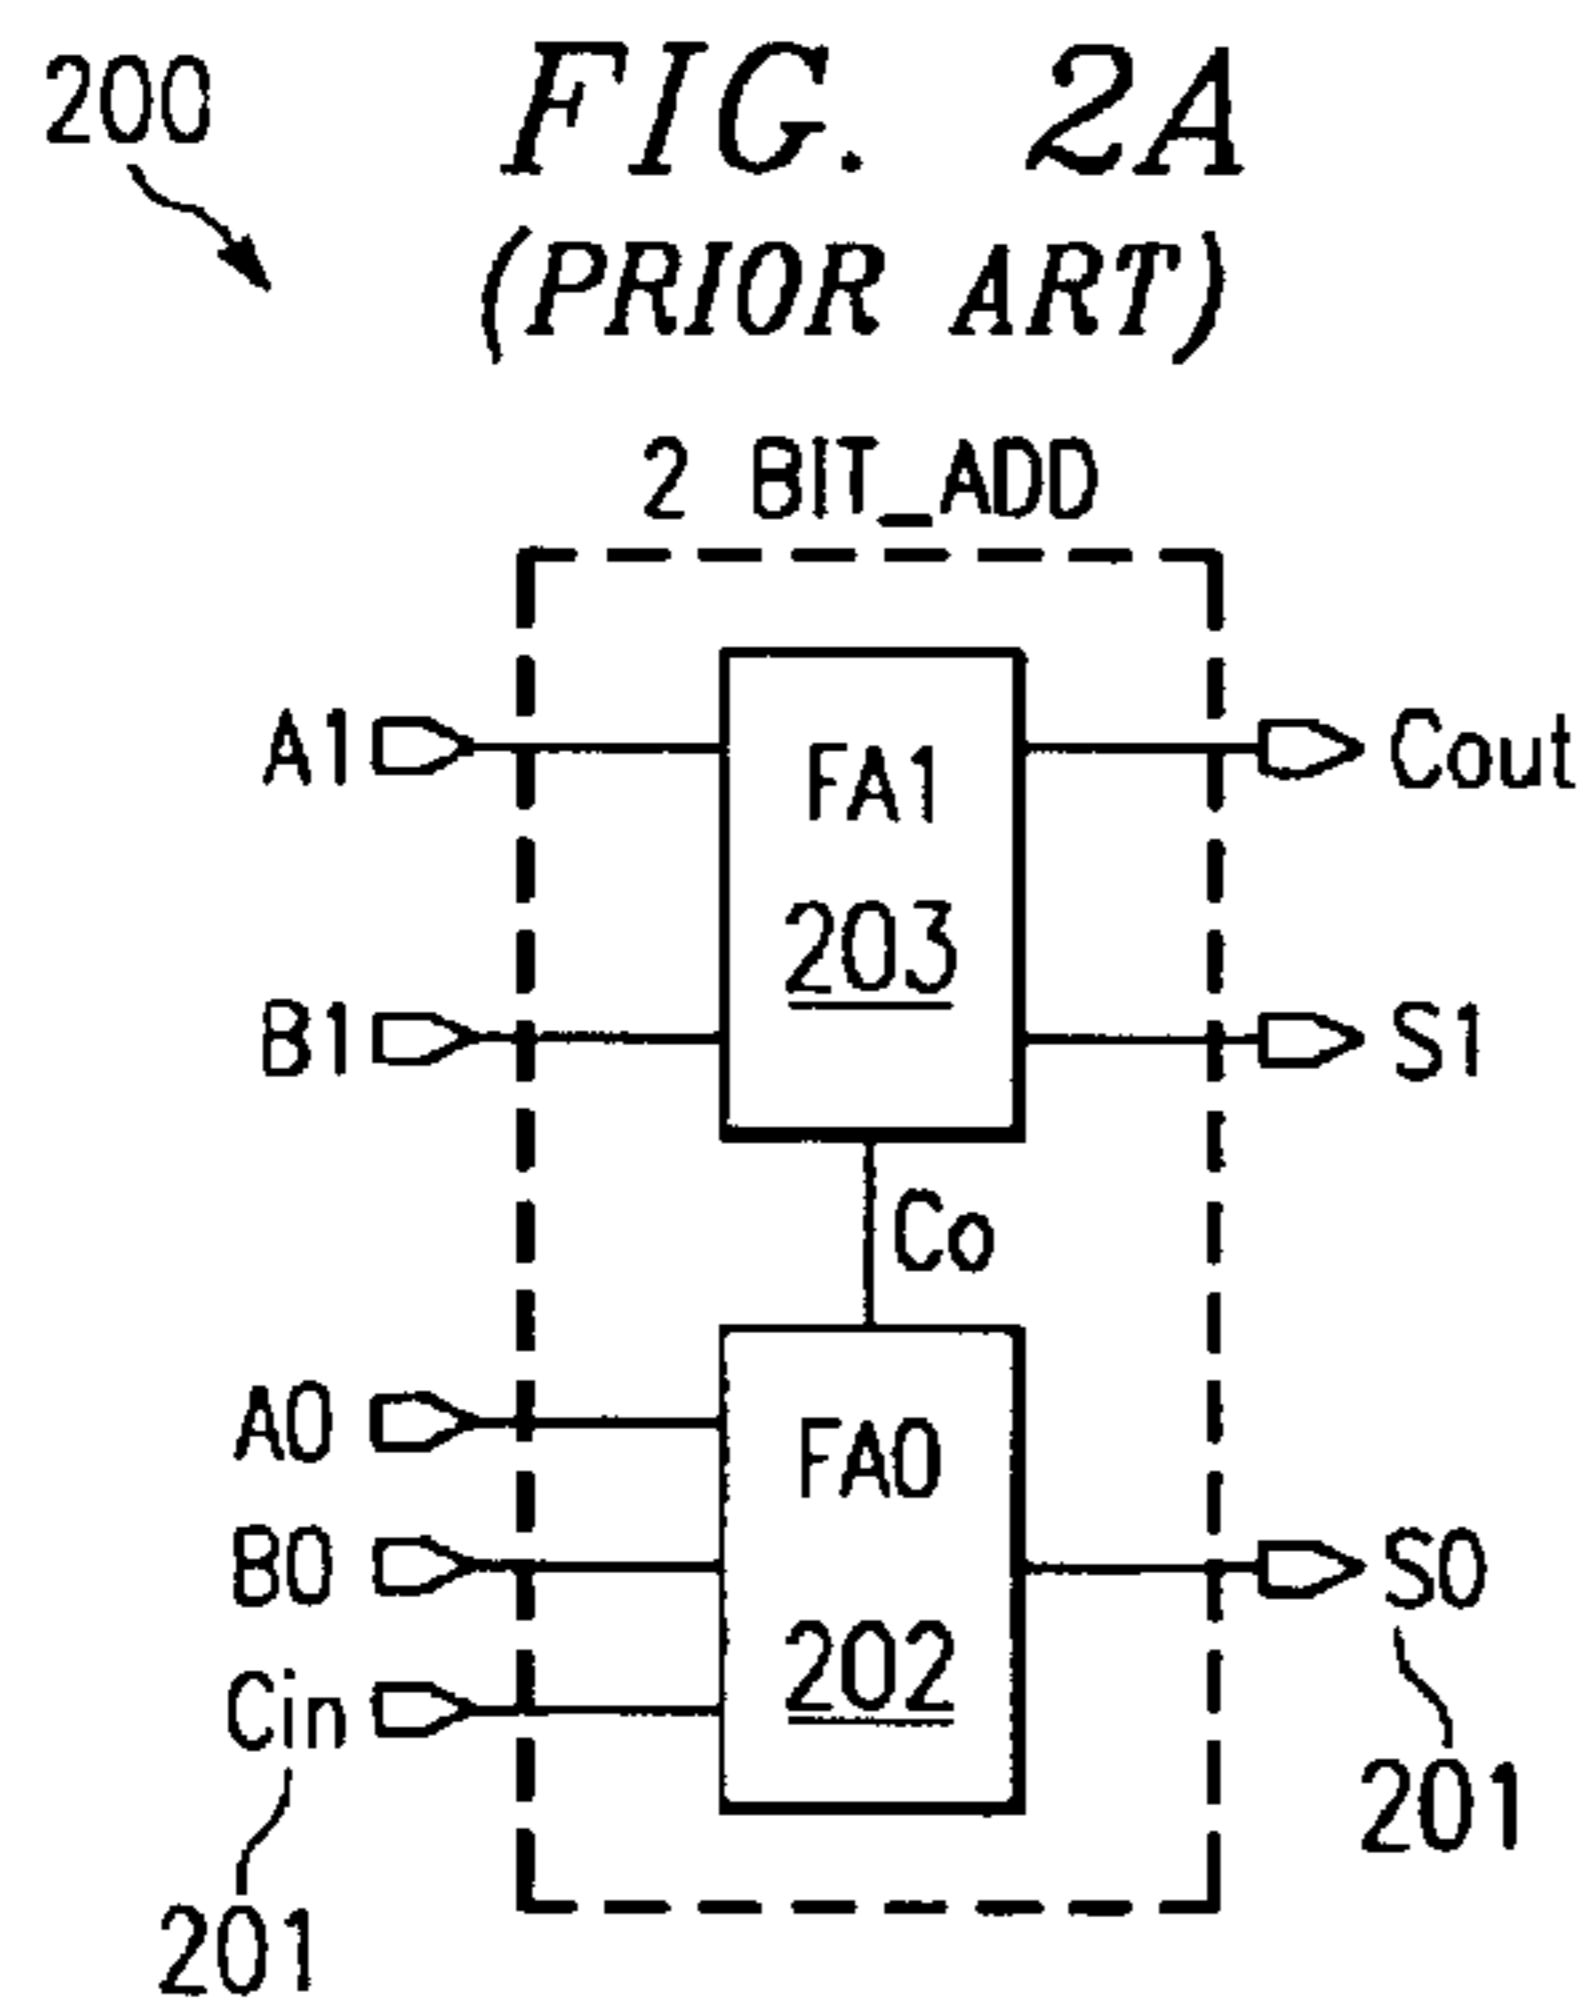 200
FIG. 2A
(PRIOR ART)
2 BIT_ADD
A1
FA1
Cout
203
B1
S1
Co
A0
FA0
B0
S0
202
Cin
201
201